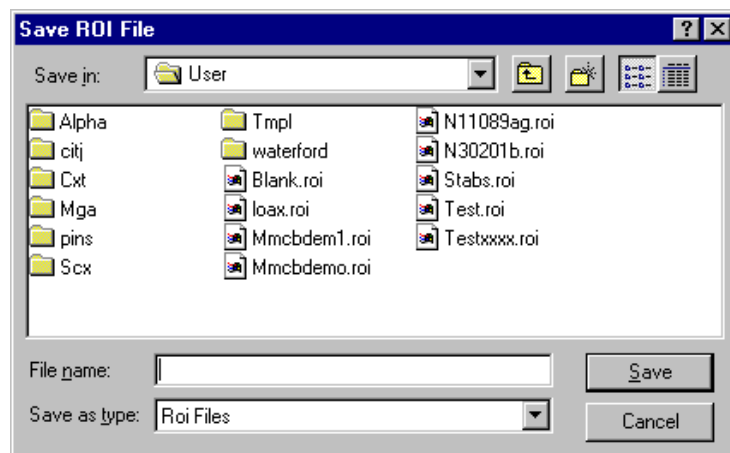 Save ROI File
Save in: User
Alpha
citj
Cxt
Mga
pins
Scx
Tmpl
waterford
Blank.roi
loax.roi
Mmcbdem1.roi
Mmcbdemo.roi
N11089ag.roi
N30201b.roi
Stabs.roi
Test.roi
Testxxxx.roi
File name:
Save
Save as type: Roi Files
Cancel